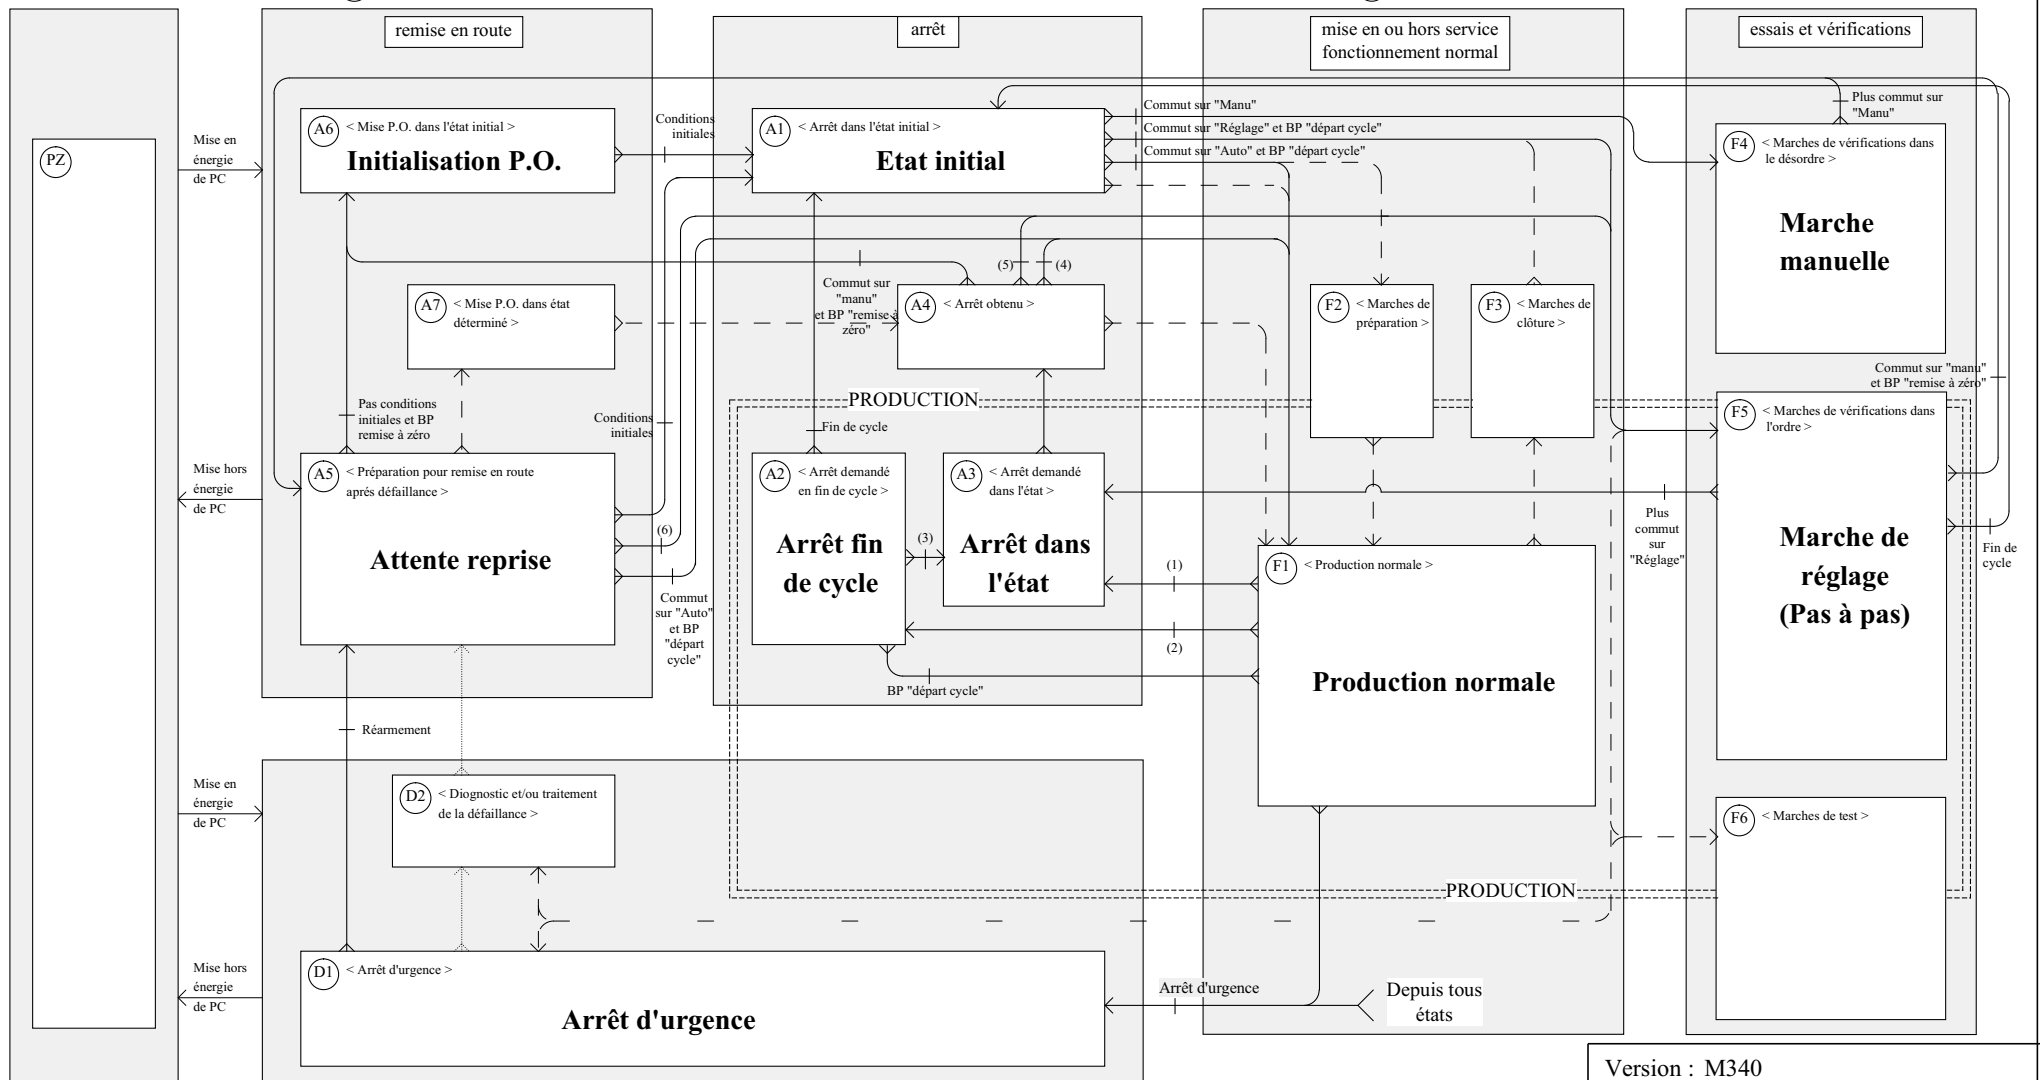 remise en route
arrêt
mise en ou hors service
fonctionnement normal
essais et vérifications
PZ
Mise en
énergie
de PC
Mise hors
énergie
de PC
Mise en
énergie
de PC
Mise hors
énergie
de PC
A6
< Mise P.O. dans l'état initial >
Initialisation P.O.
Conditions
initiales
A1
< Arrêt dans l'état initial >
Etat initial
Commut sur "Manu"
Commut sur "Réglage" et BP "départ cycle"
Commut sur "Auto" et BP "départ cycle"
Plus commut sur
"Manu"
F4
< Marches de vérifications dans
le désordre >
Marche
manuelle
A7
< Mise P.O. dans état
déterminé >
Commut sur
"manu"
et BP "remise à
zéro"
(5)
(4)
A4
< Arrêt obtenu >
F2
< Marches de
préparation >
F3
< Marches de
clôture >
Commut sur "manu"
et BP "remise à zéro"
PRODUCTION
Pas conditions
initiales et BP
remise à zéro
Conditions
initiales
Fin de cycle
F5
< Marches de vérifications dans
l'ordre >
Marche de
réglage
(Pas à pas)
A5
< Préparation pour remise en route
aprés défaillance >
Attente reprise
(6)
Commut
sur "Auto"
et BP
"départ
cycle"
A2
< Arrêt demandé
en fin de cycle >
Arrêt fin
de cycle
(3)
A3
< Arrêt demandé
dans l'état >
Arrêt dans
l'état
(1)
(2)
BP "départ cycle"
F1
< Production normale >
Production normale
Plus
commut
sur
"Réglage"
Fin de
cycle
Réarmement
D2
< Diognostic et/ou traitement
de la défaillance >
F6
< Marches de test >
PRODUCTION
D1
< Arrêt d'urgence >
Arrêt d'urgence
Arrêt d'urgence
Depuis tous
états
Version : M340